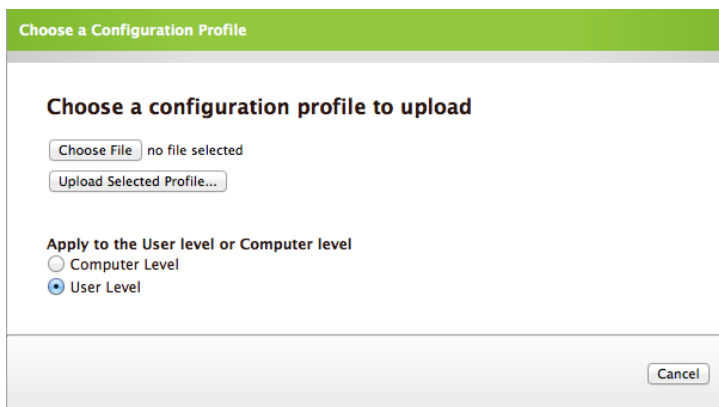 Choose a Configuration Profile
Choose a configuration profile to upload
Choose File no file selected
Upload Selected Profile...
Apply to the User level or Computer level
Computer Level
User Level
Cancel